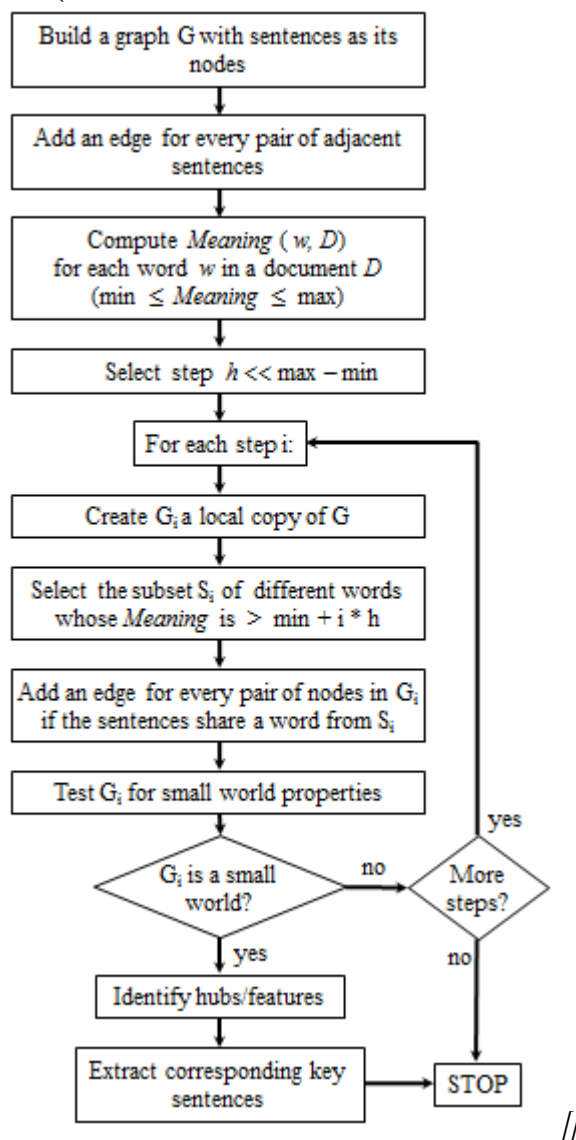 Build a graph G with sentences as its
nodes
Add an edge for every pair of adjacent
sentences
Compute Meaning ( w, D)
for each word w in a document D
(min ≤ Meaning ≤ max)
Select step h << max – min
For each step i:
Create Gᵢ a local copy of G
Select the subset Sᵢ of different words
whose Meaning is > min + i * h
Add an edge for every pair of nodes in Gᵢ
if the sentences share a word from Sᵢ
Test Gᵢ for small world properties
yes
Gᵢ is a small
world?
no
More
steps?
yes
no
Identify hubs/features
Extract corresponding key
sentences
STOP